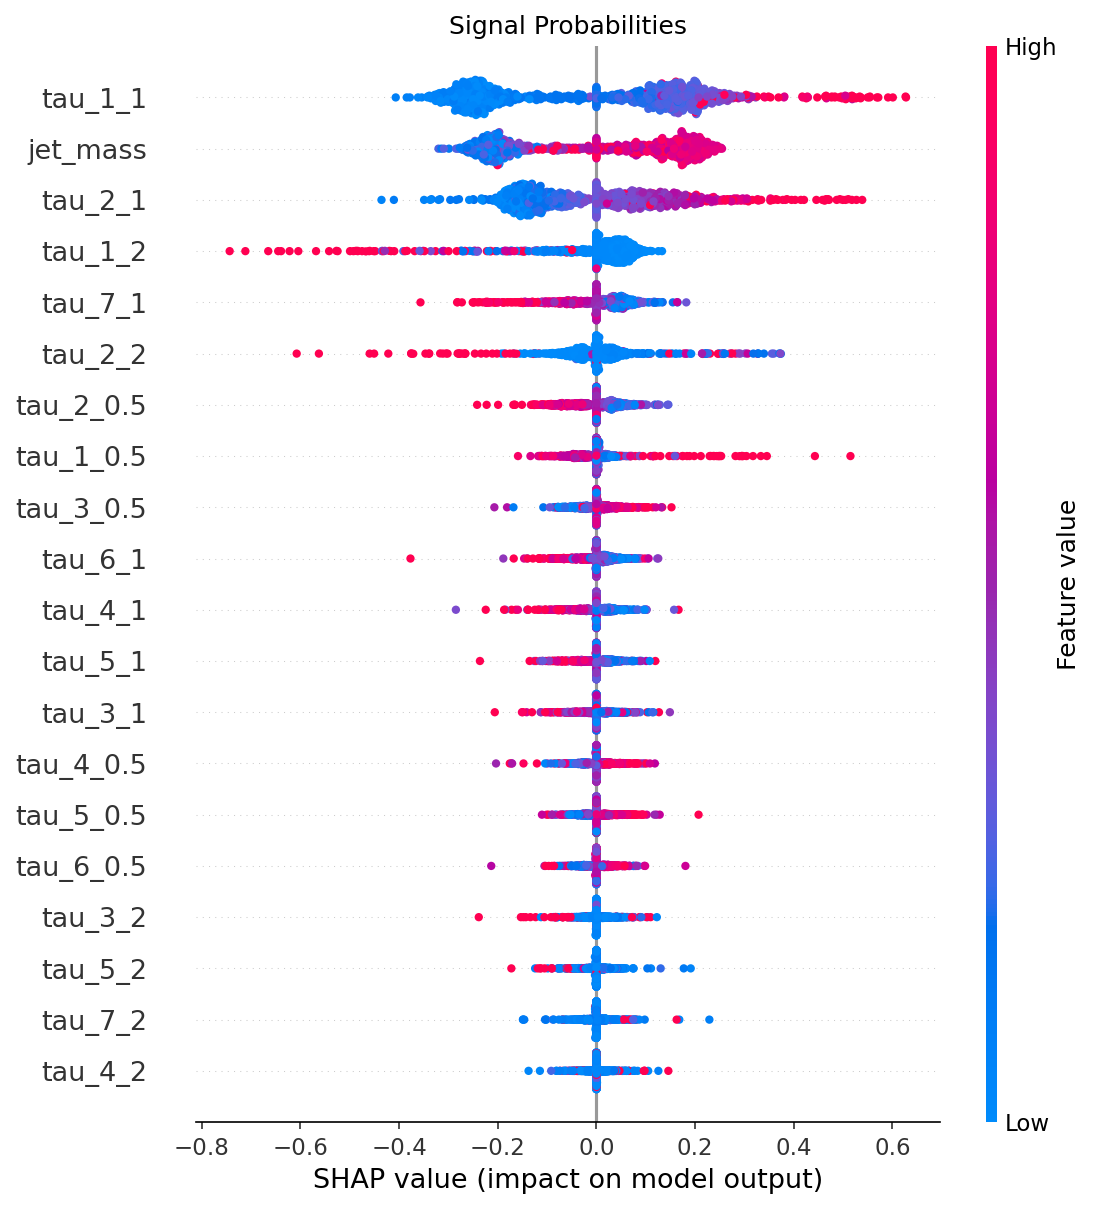 Signal Probabilities
High
tau_1_1
jet_mass
tau_2_1
tau_1_2
tau_7_1
tau_2_2
tau_2_0.5
tau_1_0.5
tau_3_0.5
tau_6_1
tau_4_1
tau_5_1
tau_3_1
tau_4_0.5
tau_5_0.5
tau_6_0.5
tau_3_2
tau_5_2
tau_7_2
tau_4_2
Feature value
Low
−0.8 −0.6 −0.4 −0.2 0.0 0.2 0.4 0.6
SHAP value (impact on model output)